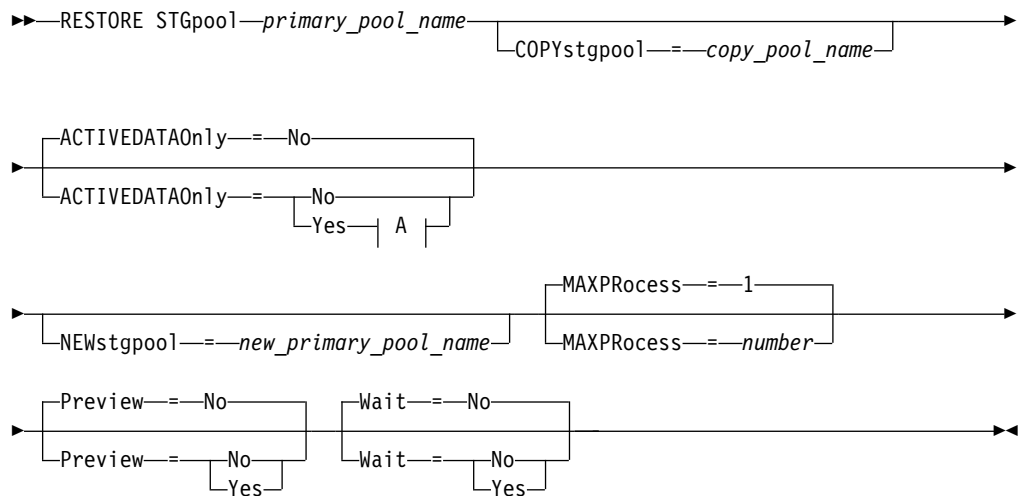 RESTORE STGpool primary_pool_name
COPYstgpool = copy_pool_name
ACTIVEDATAOnly = No
ACTIVEDATAOnly = No
Yes A
NEWstgpool = new_primary_pool_name
MAXPRocess = 1
MAXPRocess = number
Preview = No
Preview = No
Yes
Wait = No
Wait = No
Yes